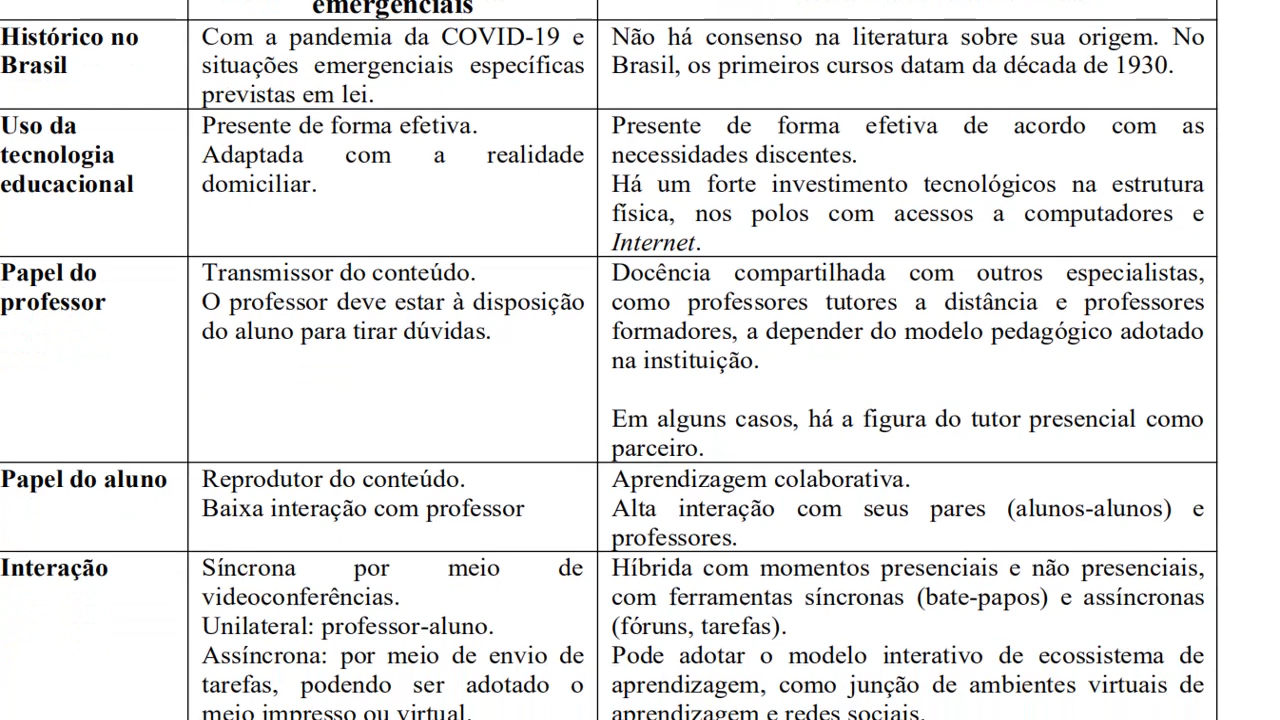 emergenciais
Histórico no
Brasil
Com a pandemia da COVID-19 e
situações emergenciais específicas
previstas em lei.
Não há consenso na literatura sobre sua origem. No
Brasil, os primeiros cursos datam da década de 1930.
Uso da
tecnologia
educacional
Presente de forma efetiva.
Adaptada com a realidade
domiciliar.
Presente de forma efetiva de acordo com as
necessidades discentes.
Há um forte investimento tecnológicos na estrutura
física, nos polos com acessos a computadores e
Internet.
Papel do
professor
Transmissor do conteúdo.
O professor deve estar à disposição
do aluno para tirar dúvidas.
Docência compartilhada com outros especialistas,
como professores tutores a distância e professores
formadores, a depender do modelo pedagógico adotado
na instituição.
Em alguns casos, há a figura do tutor presencial como
parceiro.
Papel do aluno
Reprodutor do conteúdo.
Baixa interação com professor
Aprendizagem colaborativa.
Alta interação com seus pares (alunos-alunos) e
professores.
Interação
Síncrona por meio de
videoconferências.
Unilateral: professor-aluno.
Assíncrona: por meio de envio de
tarefas, podendo ser adotado o
meio impresso ou virtual.
Híbrida com momentos presenciais e não presenciais,
com ferramentas síncronas (bate-papos) e assíncronas
(fóruns, tarefas).
Pode adotar o modelo interativo de ecossistema de
aprendizagem, como junção de ambientes virtuais de
aprendizagem e redes sociais.